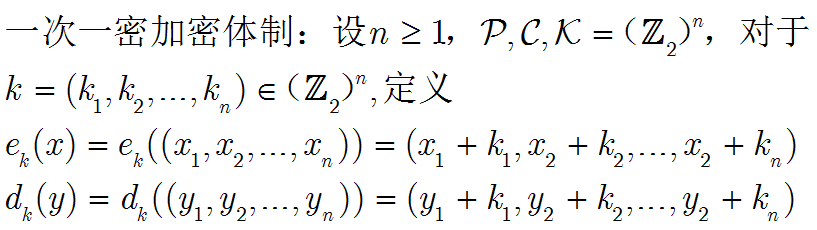 一次一密加密体制：设n ≥ 1，𝒫,𝒞,𝒦 = (ℤ₂)ⁿ，对于
k = (k₁,k₂,...,kₙ) ∈ (ℤ₂)ⁿ,定义
eₖ(x) = eₖ((x₁,x₂,...,xₙ)) = (x₁ + k₁,x₂ + k₂,...,x₂ + kₙ)
dₖ(y) = dₖ((y₁,y₂,...,yₙ)) = (y₁ + k₁,y₂ + k₂,...,y₂ + kₙ)